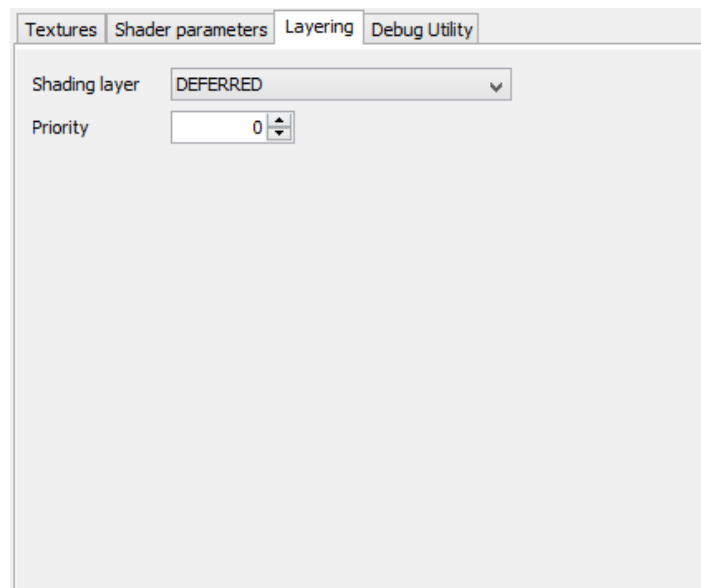 Textures Shader parameters Layering Debug Utility
Shading layer DEFERRED
Priority 0